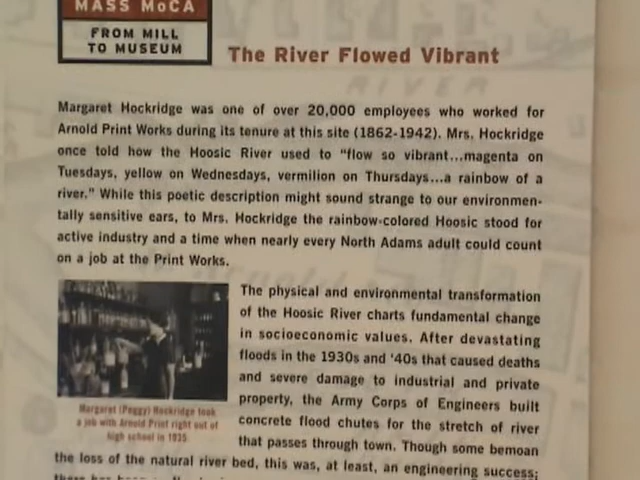 MASS MoCA
FROM MILL
TO MUSEUM
The River Flowed Vibrant
RIVER
Margaret Hockridge was one of over 20,000 employees who worked for
Arnold Print Works during its tenure at this site (1862-1942). Mrs. Hockridge
once told how the Hoosic River used to “flow so vibrant...magenta on
Tuesdays, yellow on Wednesdays, vermilion on Thursdays...a rainbow of a
river.” While this poetic description might sound strange to our environmen-
tally sensitive ears, to Mrs. Hockridge the rainbow-colored Hoosic stood for
active industry and a time when nearly every North Adams adult could count
on a job at the Print Works.
The physical and environmental transformation
of the Hoosic River charts fundamental change
in socioeconomic values. After devastating
floods in the 1930s and ‘40s that caused deaths
and severe damage to industrial and private
property, the Army Corps of Engineers built
concrete flood chutes for the stretch of river
that passes through town. Though some bemoan
the loss of the natural river bed, this was, at least, an engineering success;
Margaret (Peggy) Hockridge took
a job with Arnold Print right out of
high school in 1935